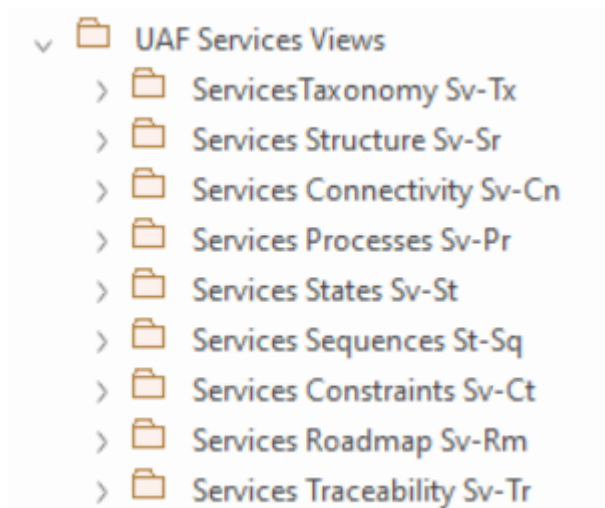 UAF Services Views
ServicesTaxonomy Sv-Tx
Services Structure Sv-Sr
Services Connectivity Sv-Cn
Services Processes Sv-Pr
Services States Sv-St
Services Sequences St-Sq
Services Constraints Sv-Ct
Services Roadmap Sv-Rm
Services Traceability Sv-Tr